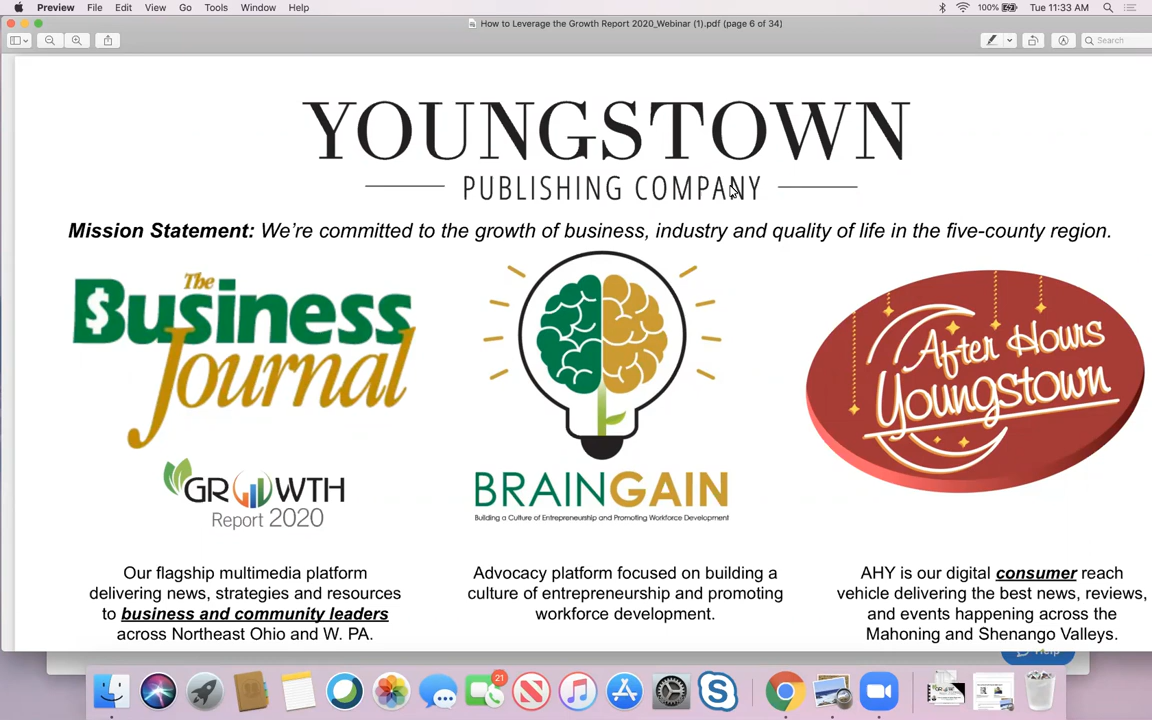 Preview File Edit View Go Tools Window Help
100% Tue 11:33 AM
How to Leverage the Growth Report 2020_Webinar (1).pdf (page 6 of 34)
Search
YOUNGSTOWN
PUBLISHING COMPANY
Mission Statement: We're committed to the growth of business, industry and quality of life in the five-county region.
The
Business
Journal
GROWTH
Report 2020
BRAINGAIN
Building a Culture of Entrepreneurship and Promoting Workforce Development
After Hours
Youngstown
Our flagship multimedia platform
delivering news, strategies and resources
to business and community leaders
across Northeast Ohio and W. PA.
Advocacy platform focused on building a
culture of entrepreneurship and promoting
workforce development.
AHY is our digital consumer reach
vehicle delivering the best news, reviews,
and events happening across the
Mahoning and Shenango Valleys.
Help
21